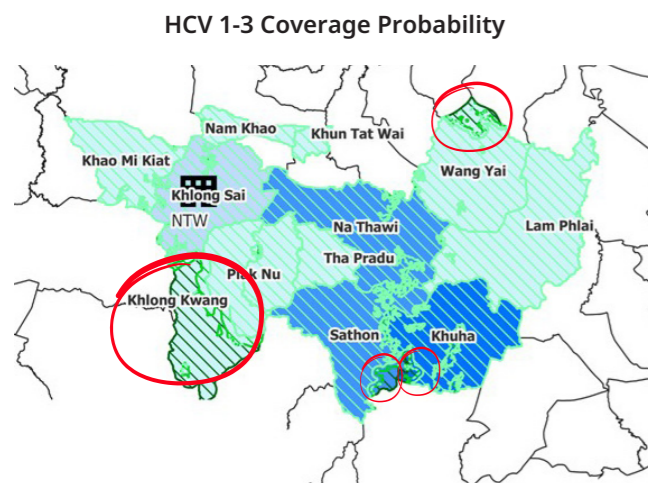 HCV 1-3 Coverage Probability
Nam Khao
Khun Tat Wai
Khao Mi Kiat
Wang Yai
Khlong Sai
NTW
Na Thawi
Lam Phlai
Tha Pradu
Plak Nu
Khlong Kwang
Sathon
Khuha